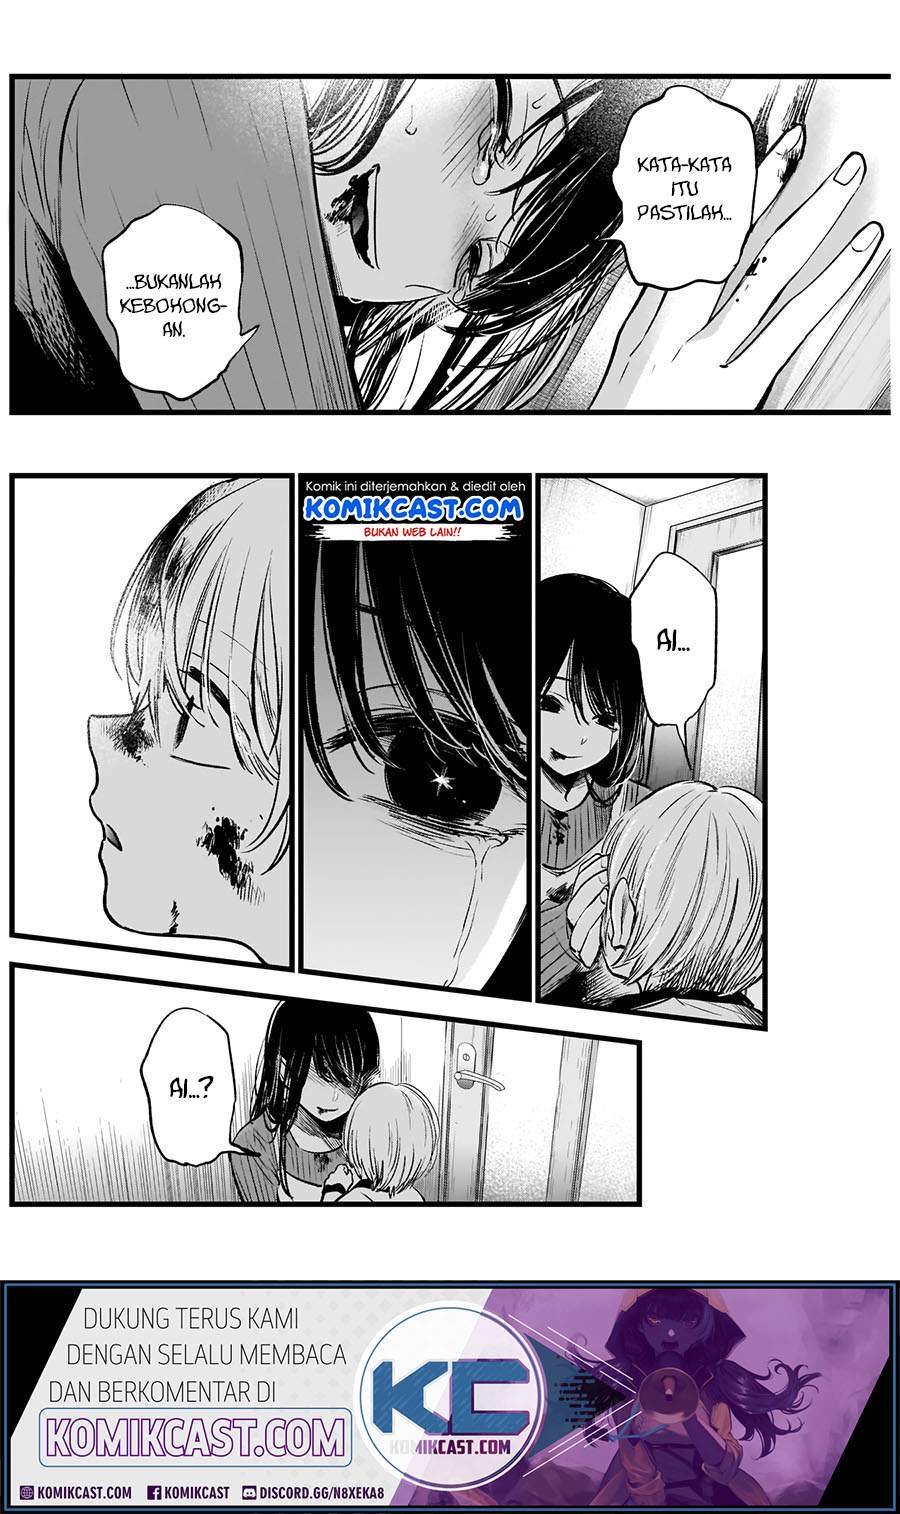 KATA-KATA
ITU
PASTILAH...
...BUKANLAH
KEBOHONG-
AN.
Komik ini diterjemahkan & diedit oleh
KOMIKCAST.COM
BUKAN WEB LAIN!!
AI...
AI...?
DUKUNG TERUS KAMI
DENGAN SELALU MEMBACA
DAN BERKOMENTAR DI
KOMIKCAST.COM
KC
KOMIKCAST.COM
KOMIKCAST.COM
KOMIKCAST
DISCORD.GG/N8XEKA8